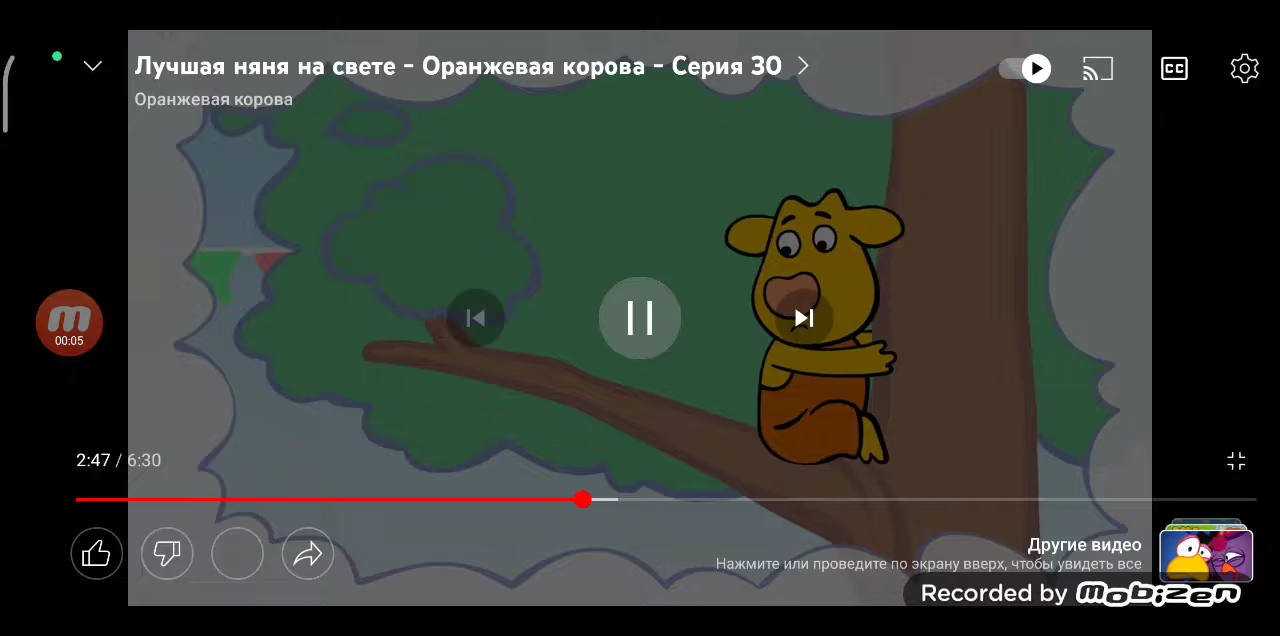 Лучшая няня на свете - Оранжевая корова - Серия 30
Оранжевая корова
CC
m
00:05
2:47 / 6:30
Другие видео
Нажмите или проведите по экрану вверх, чтобы увидеть все
Recorded by mobizen